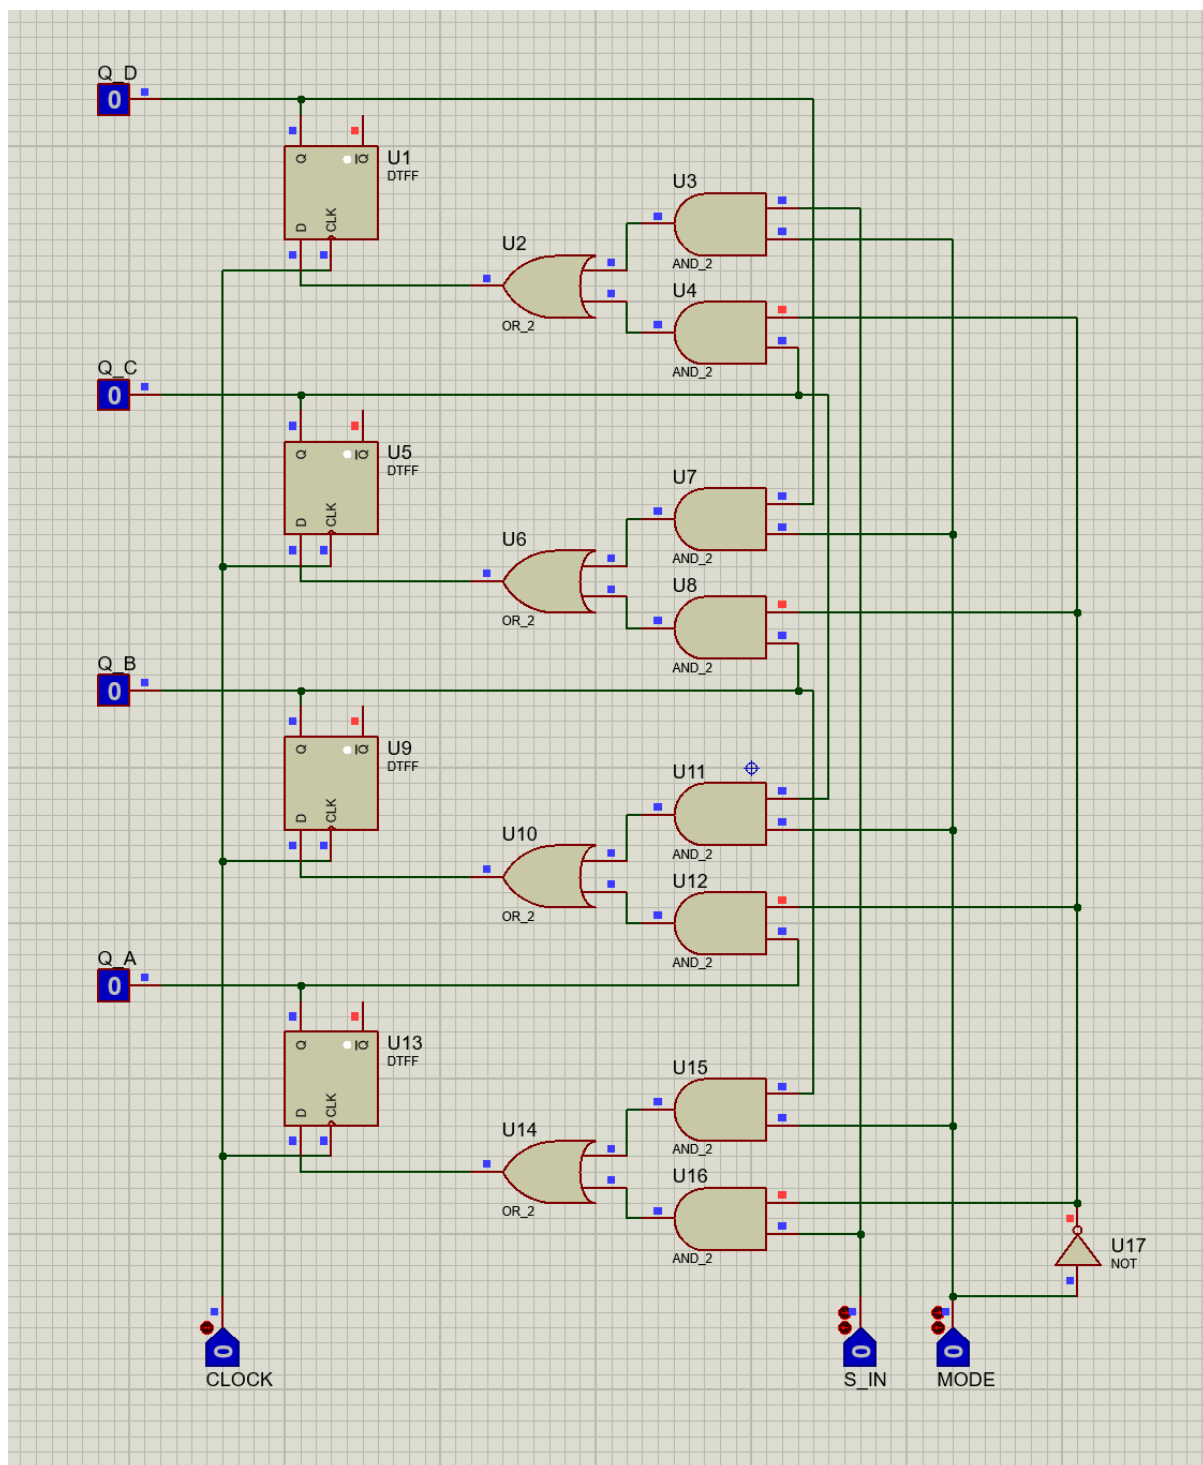 Q_D
0
Q
!Q
U1
DTFF
D
CLK
U3
AND_2
U2
OR_2
U4
AND_2
Q_C
0
Q
!Q
U5
DTFF
D
CLK
U7
AND_2
U6
OR_2
U8
AND_2
Q_B
0
Q
!Q
U9
DTFF
D
CLK
U11
AND_2
U10
OR_2
U12
AND_2
Q_A
0
Q
!Q
U13
DTFF
D
CLK
U15
AND_2
U14
OR_2
U16
AND_2
U17
NOT
0
CLOCK
0
S_IN
0
MODE